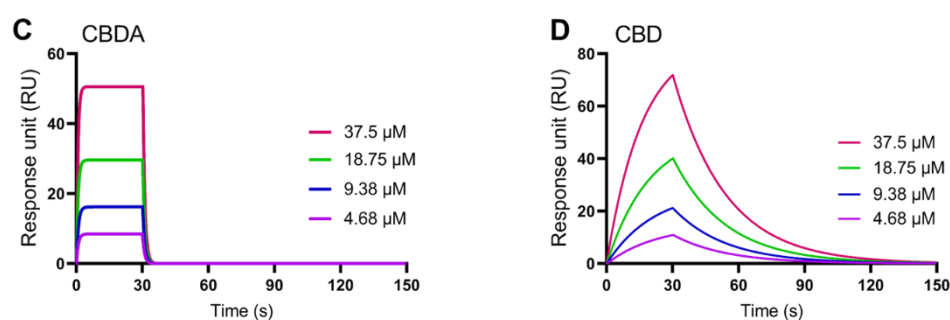 C CBDA
Response unit (RU)
60
40
20
0
0 30 60 90 120 150
Time (s)
37.5 µM
18.75 µM
9.38 µM
4.68 µM
D CBD
Response unit (RU)
80
60
40
20
0
0 30 60 90 120 150
Time (s)
37.5 µM
18.75 µM
9.38 µM
4.68 µM